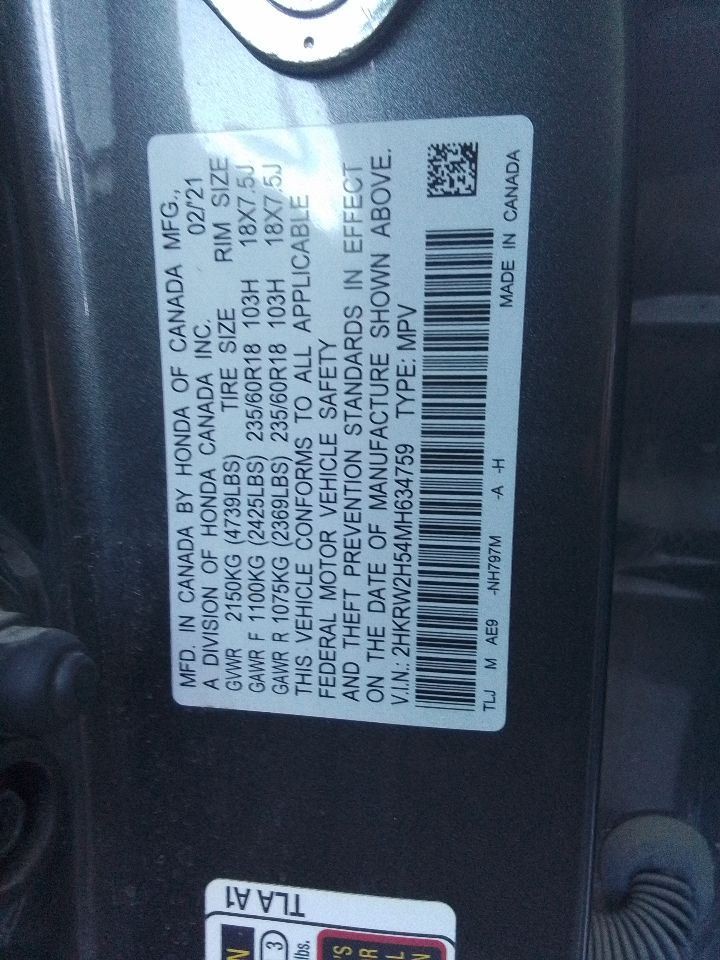 MFD. IN CANADA BY HONDA OF CANADA MFG.,
A DIVISION OF HONDA CANADA INC. 02/'21
GVWR 2150KG (4739LBS) TIRE SIZE RIM SIZE
GAWR F 1100KG (2425LBS) 235/60R18 103H 18X7.5J
GAWR R 1075KG (2369LBS) 235/60R18 103H 18X7.5J
THIS VEHICLE CONFORMS TO ALL APPLICABLE
FEDERAL MOTOR VEHICLE SAFETY
AND THEFT PREVENTION STANDARDS IN EFFECT
ON THE DATE OF MANUFACTURE SHOWN ABOVE.
V.I.N.: 2HKRW2H54MH634759 TYPE: MPV
TLJ M AE9 -NH797M -A -H MADE IN CANADA
TLA A1
N
3
lbs.
'S
R
L
N